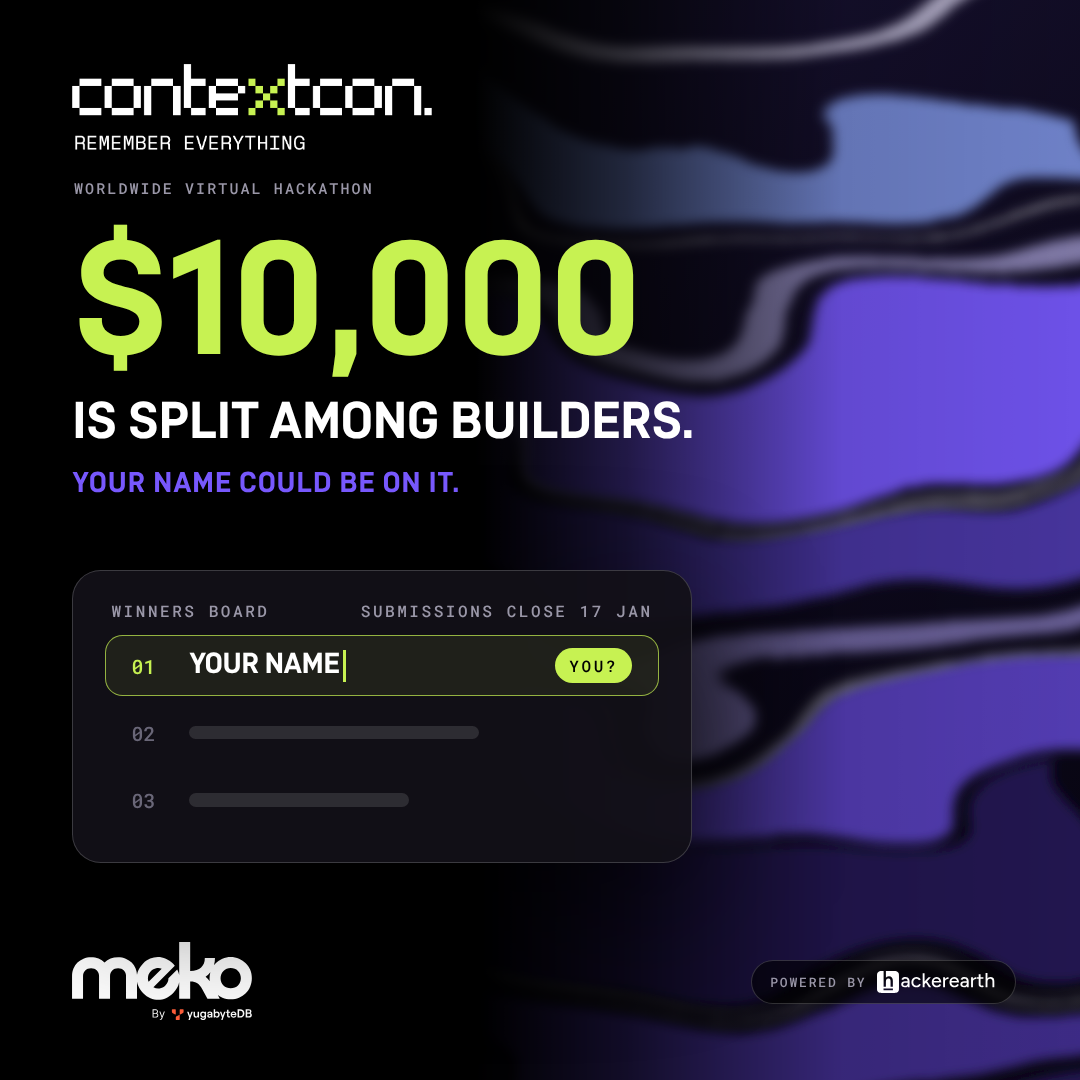 contextcon.
REMEMBER EVERYTHING
WORLDWIDE VIRTUAL HACKATHON
$10,000
IS SPLIT AMONG BUILDERS.
YOUR NAME COULD BE ON IT.
WINNERS BOARD SUBMISSIONS CLOSE 17 JAN
01 YOUR NAME YOU?
02
03
meko
By yugabyteDB
POWERED BY hackerearth